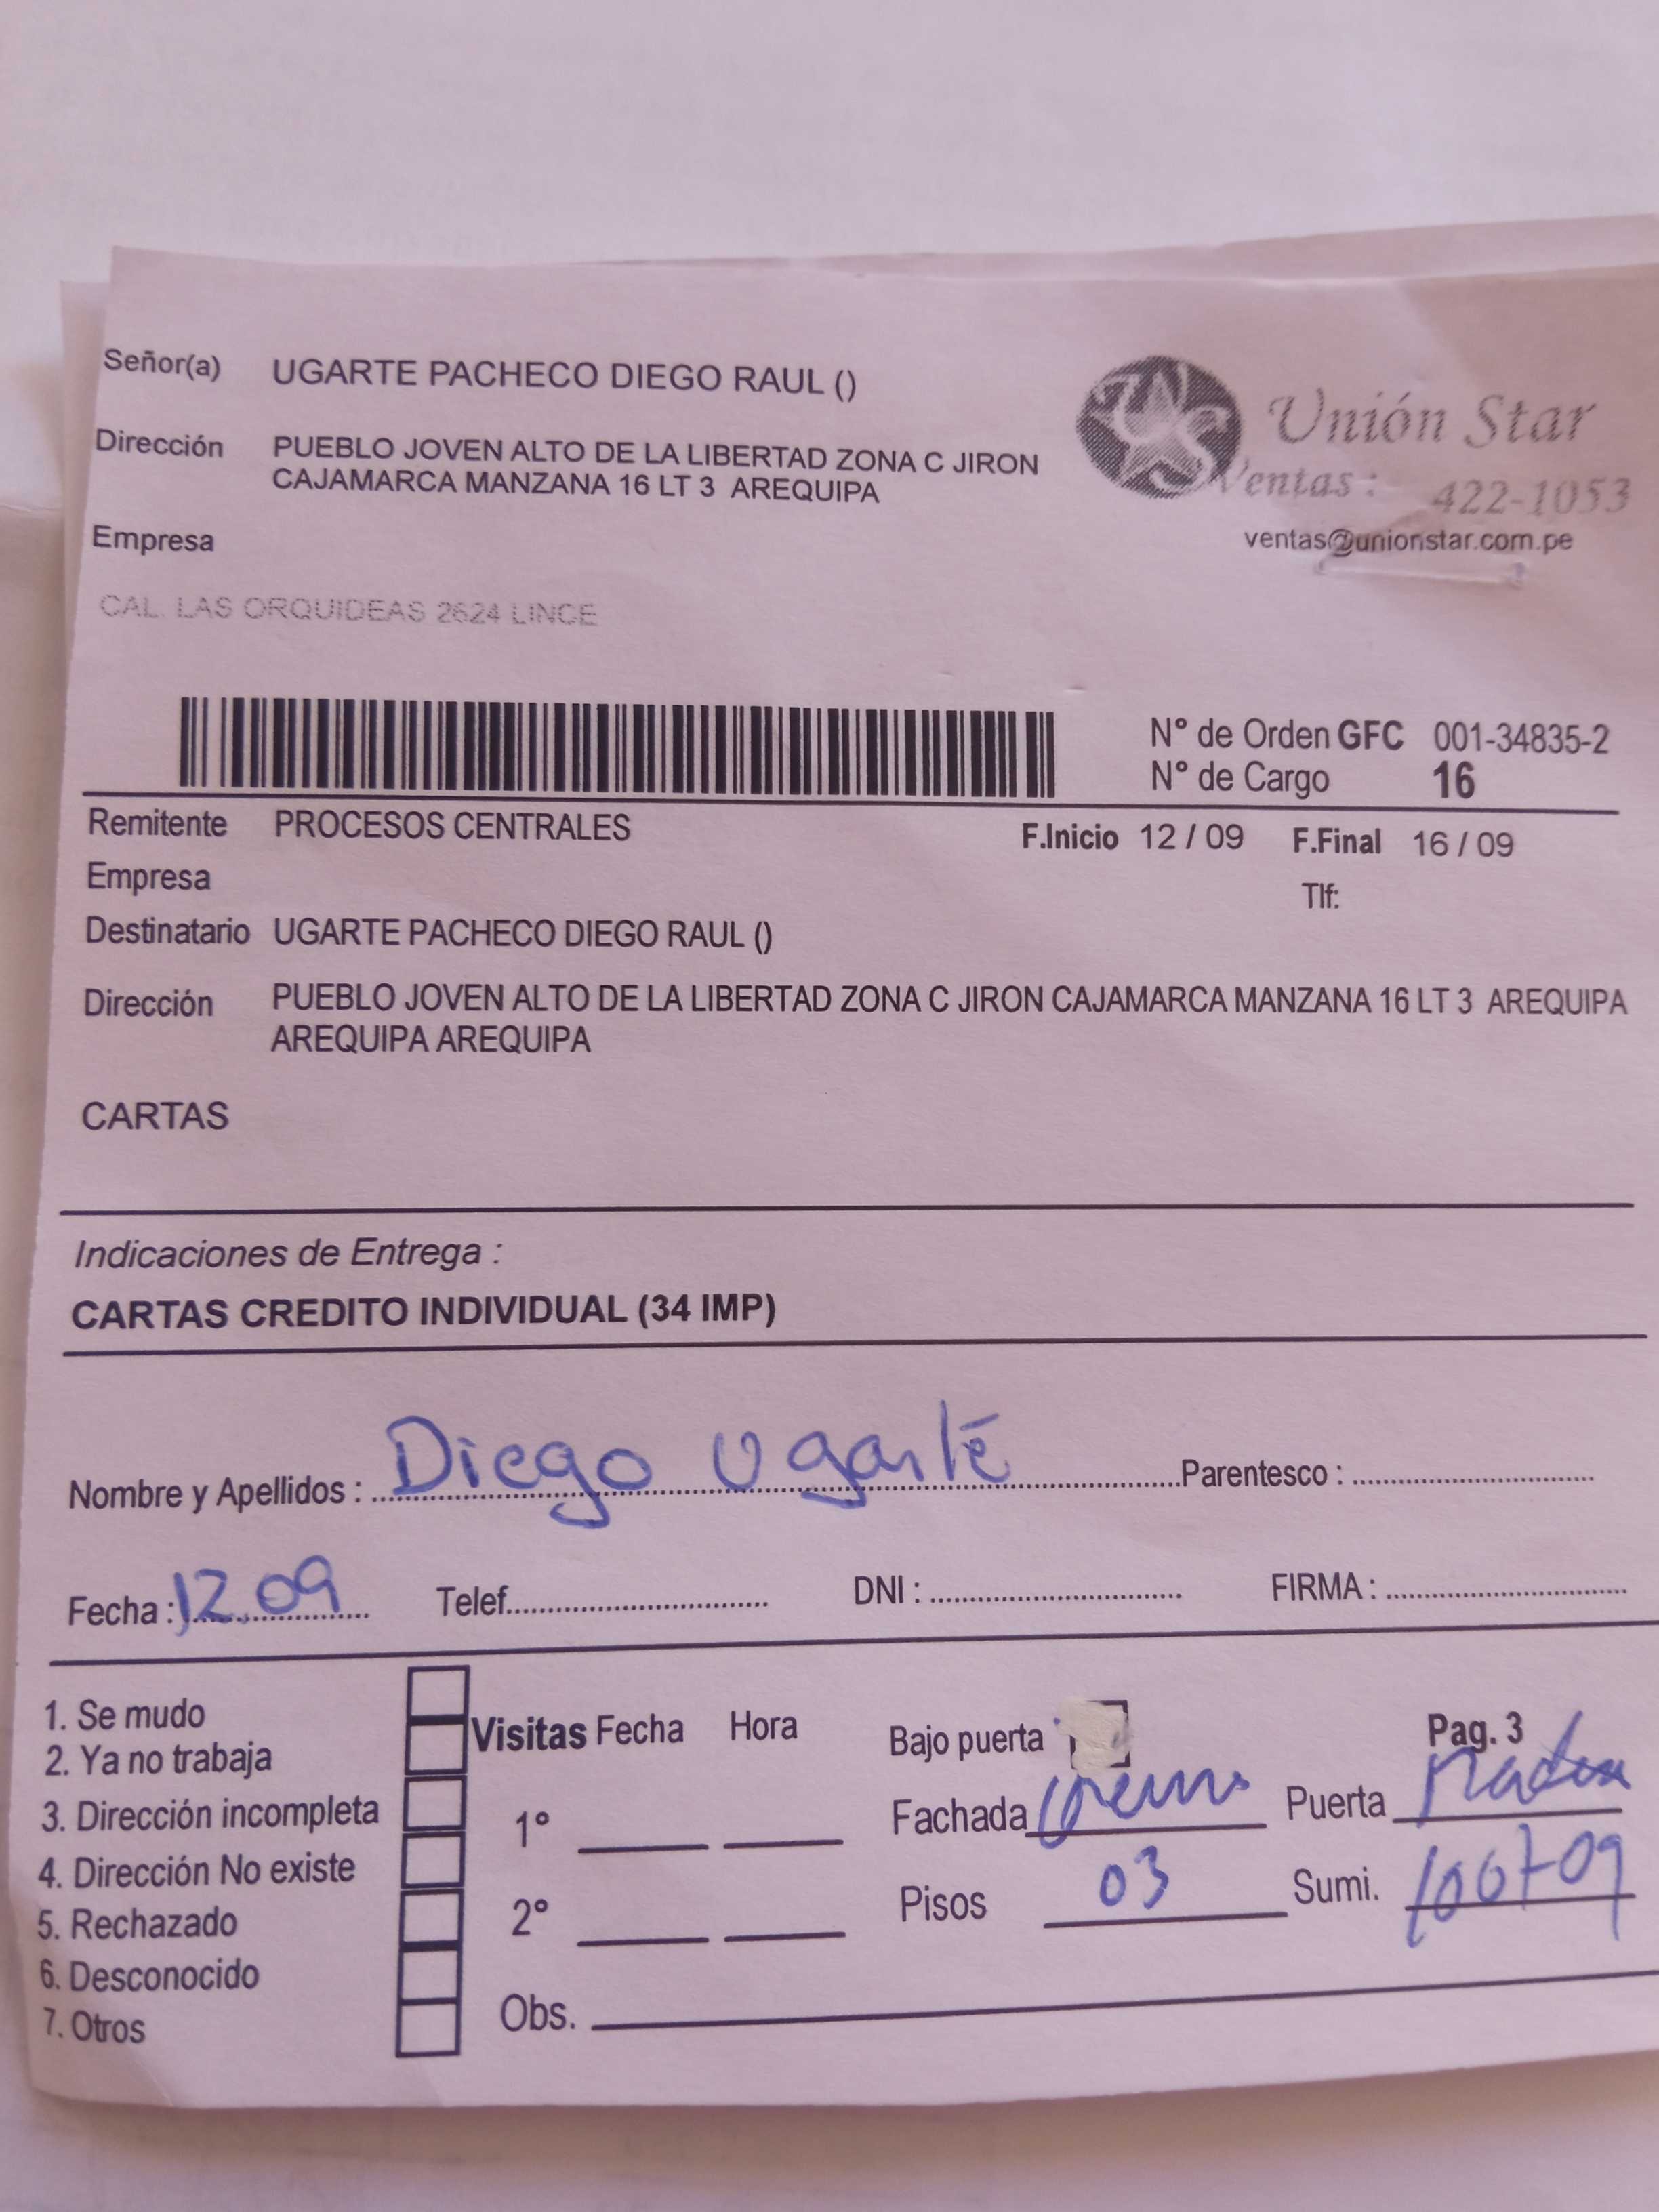 Señor(a) UGARTE PACHECO DIEGO RAUL ()
Dirección PUEBLO JOVEN ALTO DE LA LIBERTAD ZONA C JIRON
CAJAMARCA MANZANA 16 LT 3 AREQUIPA
Unión Star
Ventas : 422-1053
ventas@unionstar.com.pe
Empresa
CAL. LAS ORQUIDEAS 2624 LINCE
N° de Orden GFC 001-34835-2
N° de Cargo 16
Remitente PROCESOS CENTRALES F.Inicio 12 / 09 F.Final 16 / 09
Empresa Tlf:
Destinatario UGARTE PACHECO DIEGO RAUL ()
Dirección PUEBLO JOVEN ALTO DE LA LIBERTAD ZONA C JIRON CAJAMARCA MANZANA 16 LT 3 AREQUIPA
AREQUIPA AREQUIPA
CARTAS
Indicaciones de Entrega :
CARTAS CREDITO INDIVIDUAL (34 IMP)
Nombre y Apellidos : Diego Ugarte Parentesco :
Fecha : 12.09 Telef. DNI : FIRMA :
1. Se mudo
2. Ya no trabaja
3. Dirección incompleta
4. Dirección No existe
5. Rechazado
6. Desconocido
7. Otros
Visitas Fecha Hora
1°
2°
Obs.
Bajo puerta Pag. 3
Fachada Puerta
Pisos 03 Sumi.